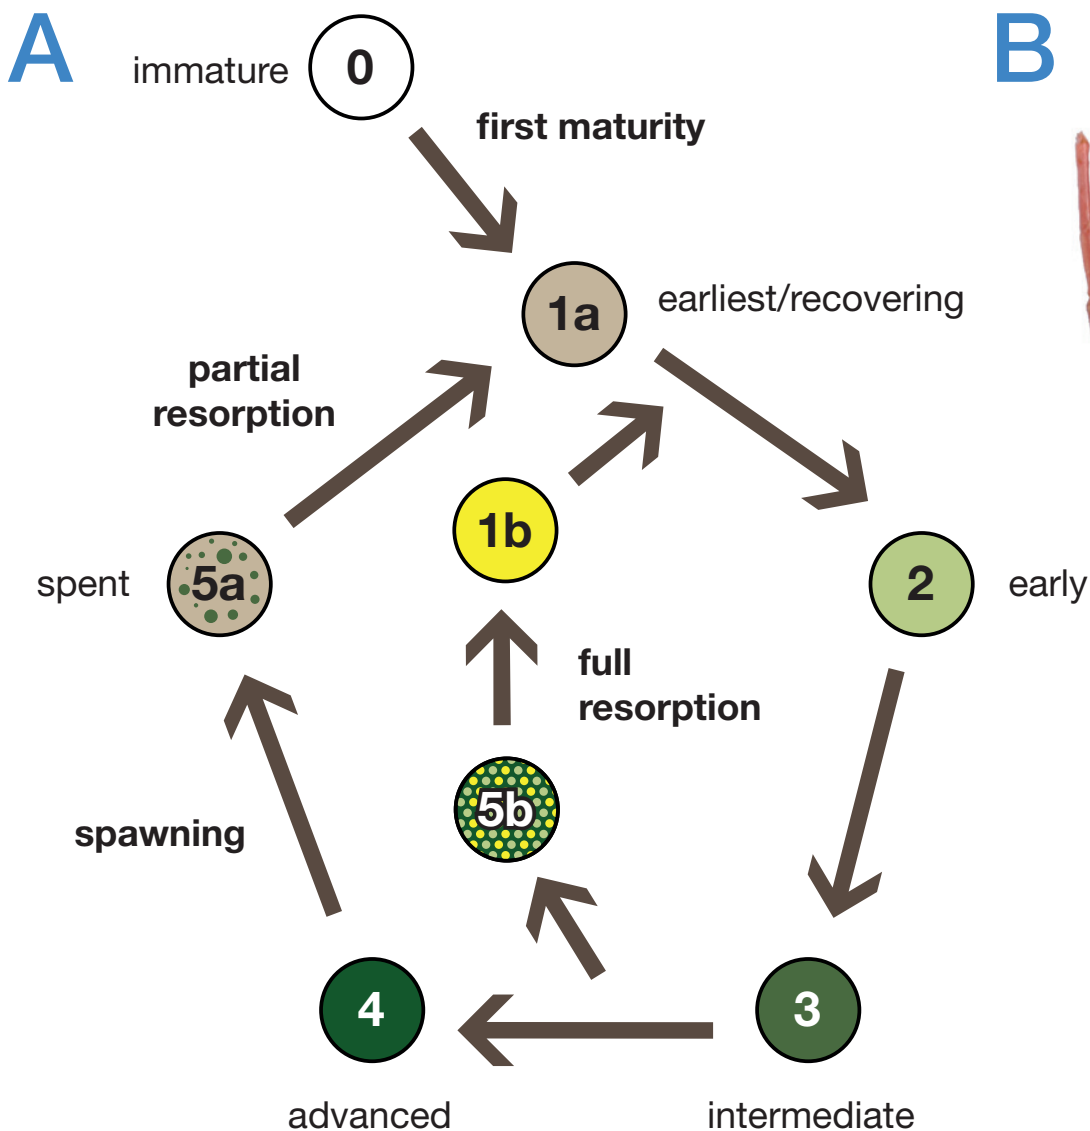 A
B
immature
0
first maturity
1a
earliest/recovering
partial
resorption
1b
5a
spent
2
early
full
resorption
5b
spawning
4
3
advanced
intermediate